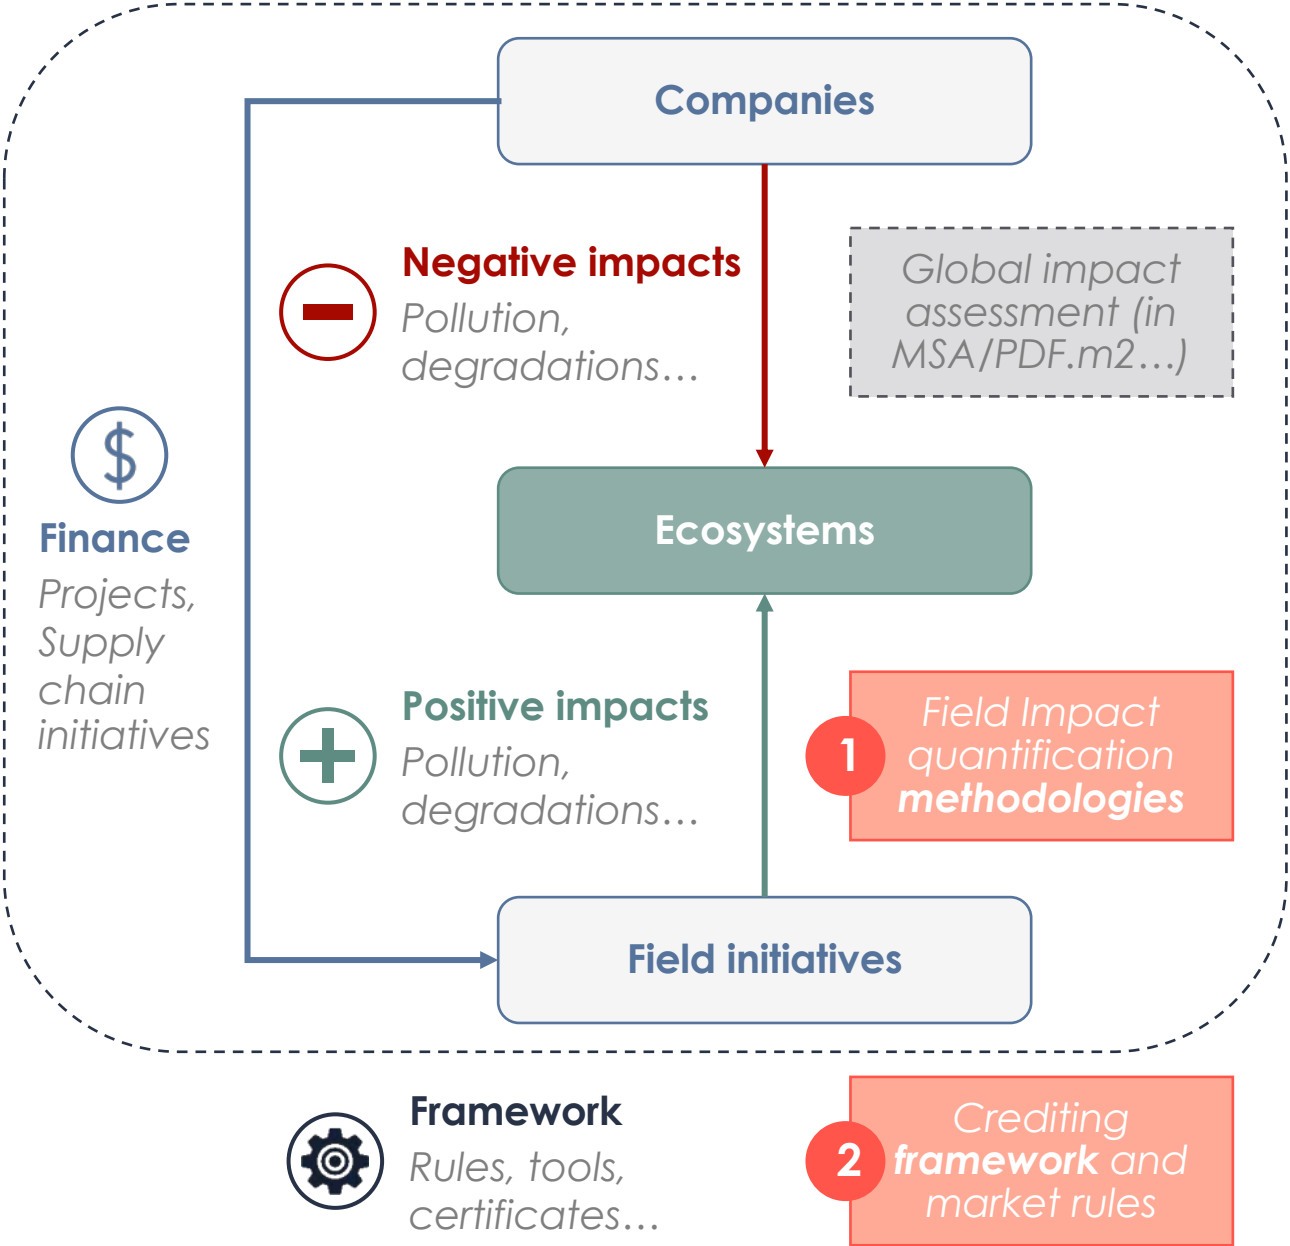 Companies
Negative impacts
Pollution,
degradations…
Global impact
assessment (in
MSA/PDF.m2…)
$
Finance
Projects,
Supply
chain
initiatives
Ecosystems
Positive impacts
Pollution,
degradations…
1
Field Impact
quantification
methodologies
Field initiatives
Framework
Rules, tools,
certificates…
2
Crediting
framework and
market rules